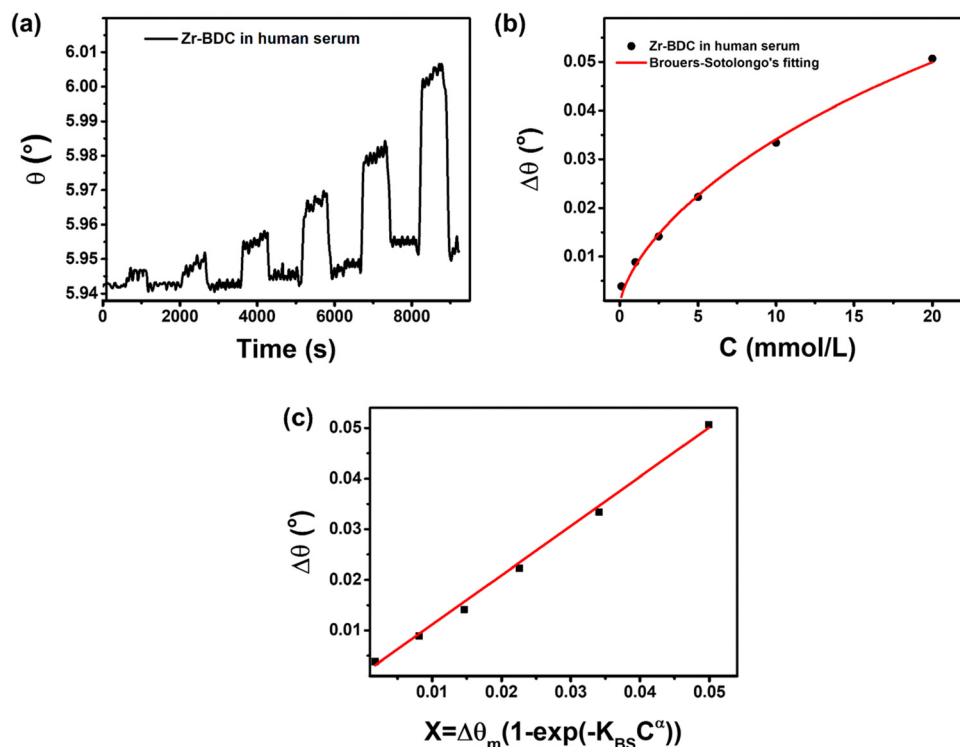 (a)
Zr-BDC in human serum
θ (°)
6.01
6.00
5.99
5.98
5.97
5.96
5.95
5.94
0 2000 4000 6000 8000
Time (s)
(b)
Zr-BDC in human serum
Brouers-Sotolongo's fitting
Δθ (°)
0.05
0.04
0.03
0.02
0.01
0 5 10 15 20
C (mmol/L)
(c)
Δθ (°)
0.05
0.04
0.03
0.02
0.01
0.01 0.02 0.03 0.04 0.05
X=Δθₘ(1-exp(-K_BS C^α))